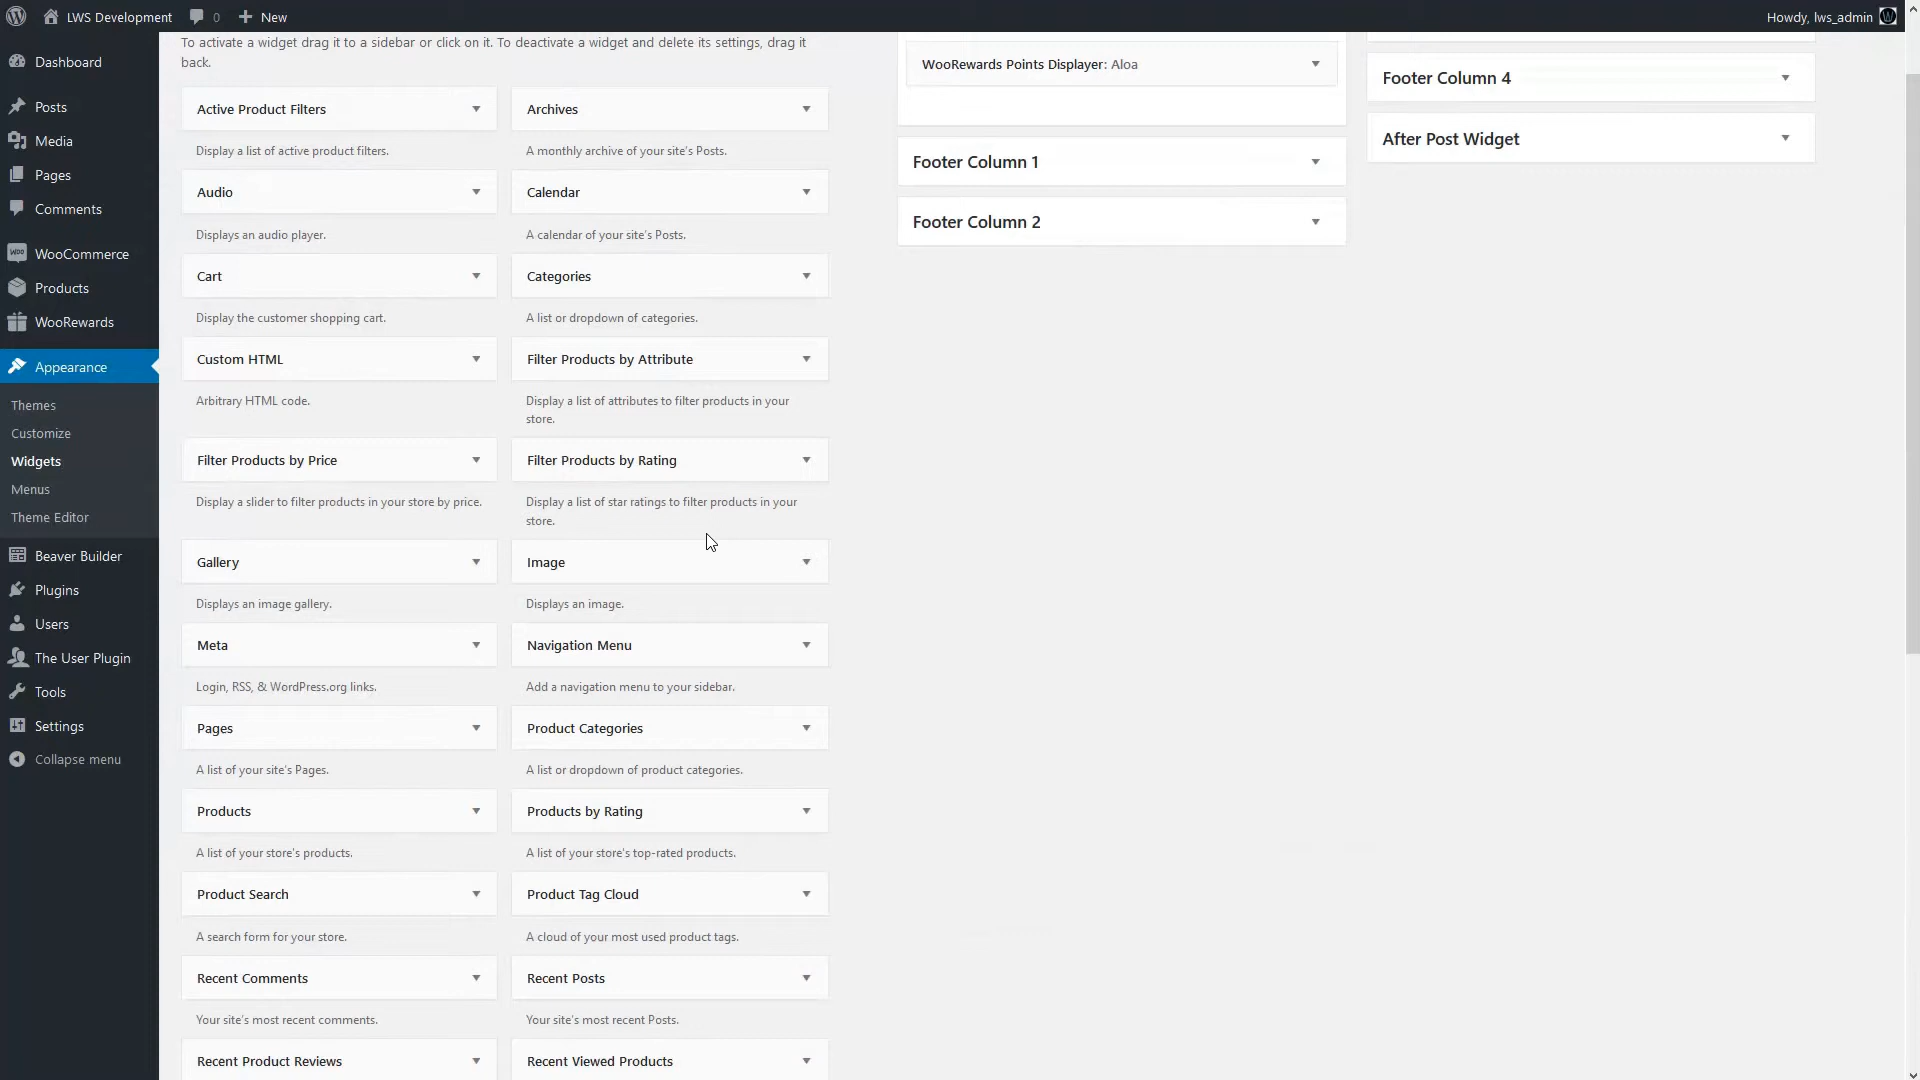 LWS Development
0
New
Howdy, lws_admin
Dashboard
Posts
Media
Pages
Comments
WooCommerce
Products
WooRewards
Appearance
Themes
Customize
Widgets
Menus
Theme Editor
Beaver Builder
Plugins
Users
The User Plugin
Tools
Settings
Collapse menu
To activate a widget drag it to a sidebar or click on it. To deactivate a widget and delete its settings, drag it
back.
Active Product Filters
Display a list of active product filters.
Archives
A monthly archive of your site's Posts.
Audio
Displays an audio player.
Calendar
A calendar of your site's Posts.
Cart
Display the customer shopping cart.
Categories
A list or dropdown of categories.
Custom HTML
Arbitrary HTML code.
Filter Products by Attribute
Display a list of attributes to filter products in your
store.
Filter Products by Price
Display a slider to filter products in your store by price.
Filter Products by Rating
Display a list of star ratings to filter products in your
store.
Gallery
Displays an image gallery.
Image
Displays an image.
Meta
Login, RSS, & WordPress.org links.
Navigation Menu
Add a navigation menu to your sidebar.
Pages
A list of your site's Pages.
Product Categories
A list or dropdown of product categories.
Products
A list of your store's products.
Products by Rating
A list of your store's top-rated products.
Product Search
A search form for your store.
Product Tag Cloud
A cloud of your most used product tags.
Recent Comments
Your site's most recent comments.
Recent Posts
Your site's most recent Posts.
Recent Product Reviews
Recent Viewed Products
WooRewards Points Displayer: Aloa
Footer Column 1
Footer Column 2
Footer Column 4
After Post Widget